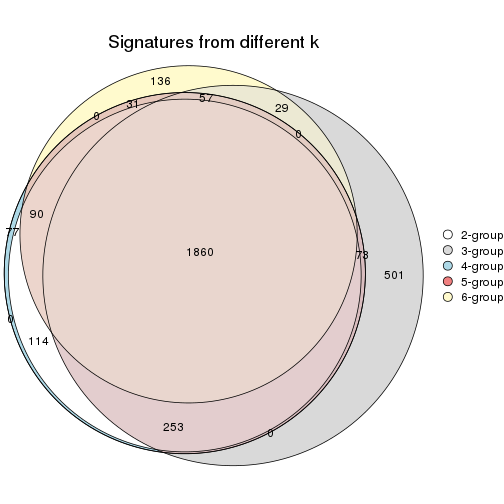 Signatures from different k
136
57
31
29
0
0
90
77
1860
73
501
0
114
253
0
2-group
3-group
4-group
5-group
6-group